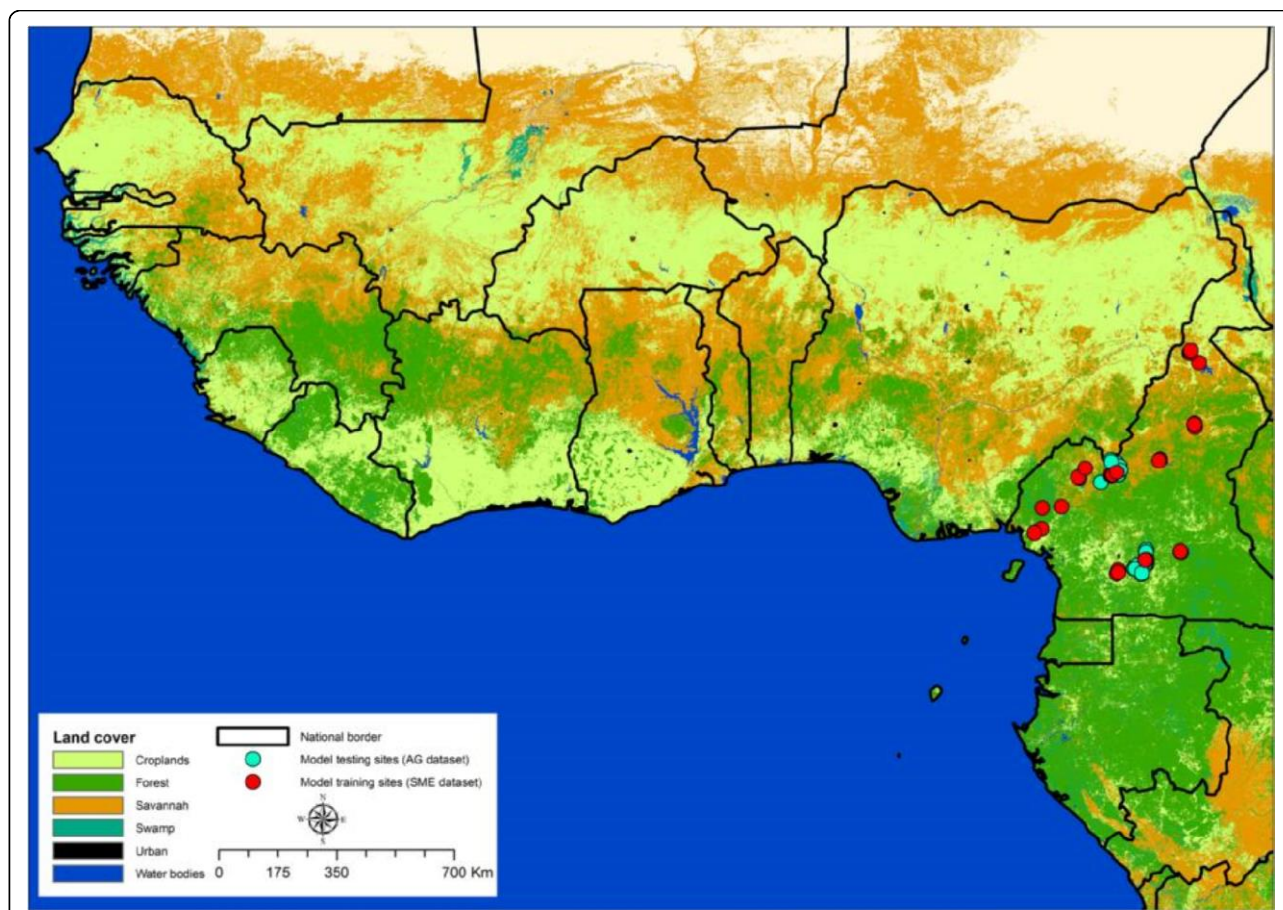 Land cover
Croplands
Forest
Savannah
Swamp
Urban
Water bodies
National border
Model testing sites (AG dataset)
Model training sites (SME dataset)
N
W E
S
0 175 350 700 Km